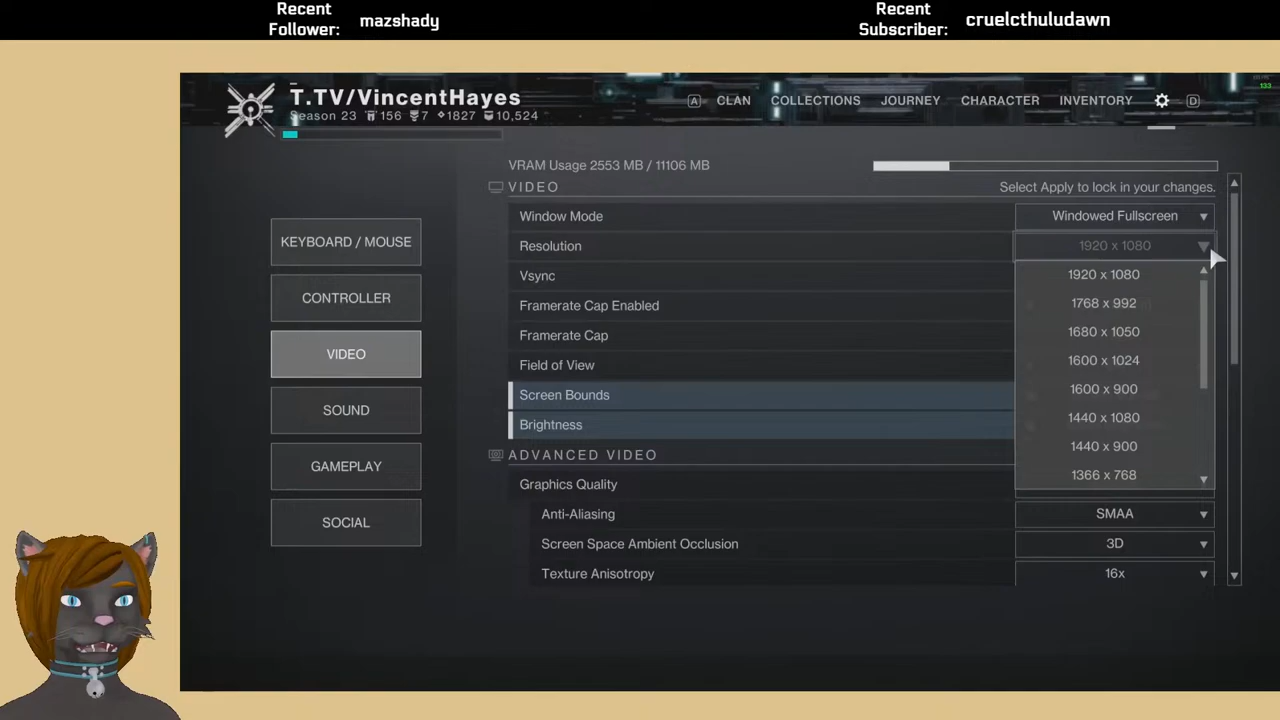 Recent
Follower:
mazshady
Recent
Subscriber:
cruelcthuludawn
133
T.TV/VincentHayes
Season 23 156 7 1827 10,524
A CLAN COLLECTIONS JOURNEY CHARACTER INVENTORY D
VRAM Usage 2553 MB / 11106 MB
VIDEO
Select Apply to lock in your changes.
KEYBOARD / MOUSE
CONTROLLER
VIDEO
SOUND
GAMEPLAY
SOCIAL
Window Mode Windowed Fullscreen
Resolution 1920 x 1080
Vsync
Framerate Cap Enabled
Framerate Cap
Field of View
Screen Bounds
Brightness
1920 x 1080
1768 x 992
1680 x 1050
1600 x 1024
1600 x 900
1440 x 1080
1440 x 900
1366 x 768
ADVANCED VIDEO
Graphics Quality
Anti-Aliasing SMAA
Screen Space Ambient Occlusion 3D
Texture Anisotropy 16x